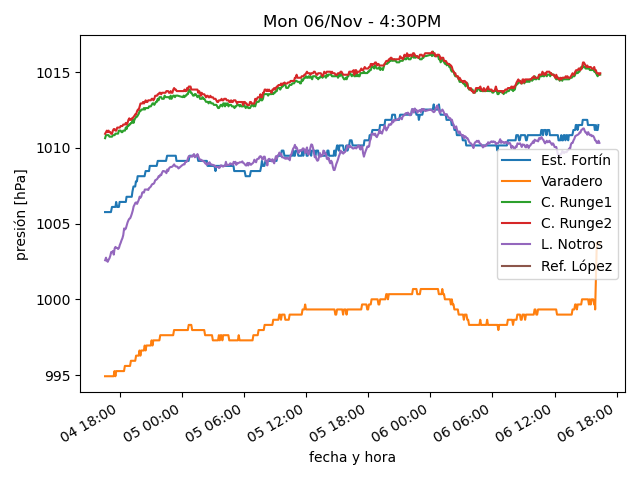 Mon 06/Nov - 4:30PM
presión [hPa]
1015
1010
1005
1000
995
Est. Fortín
Varadero
C. Runge1
C. Runge2
L. Notros
Ref. López
04 18:00
05 00:00
05 06:00
05 12:00
05 18:00
06 00:00
06 06:00
06 12:00
06 18:00
fecha y hora